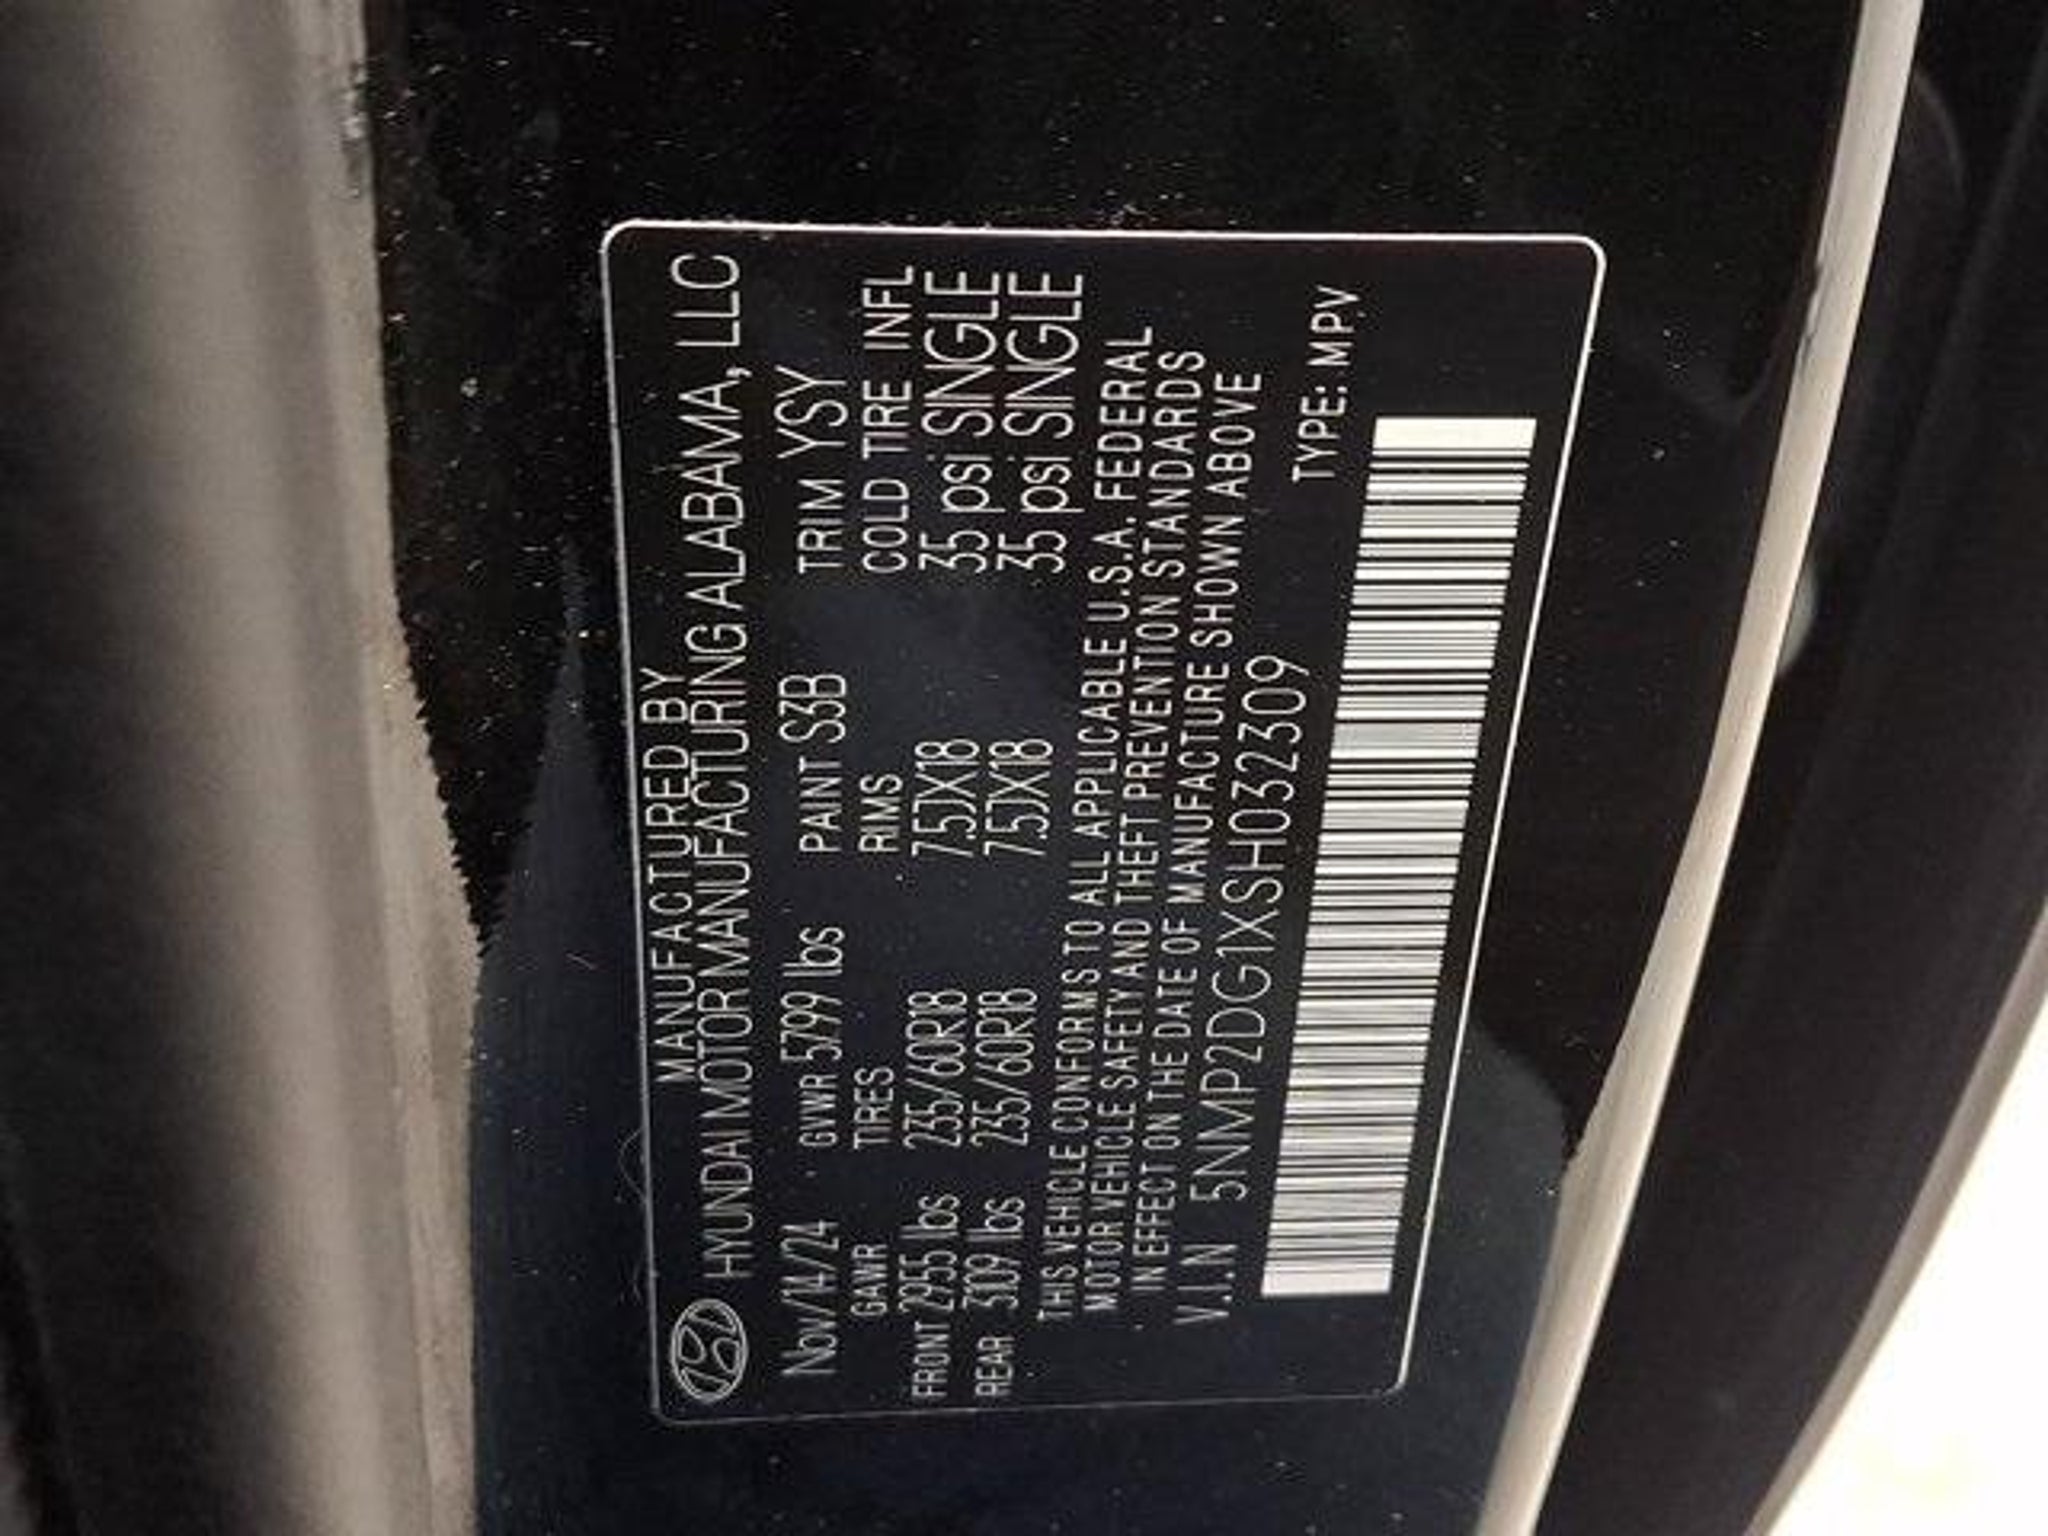 MANUFACTURED BY
HYUNDAI MOTOR MANUFACTURING ALABAMA, LLC
Nov/14/24 GVWR 5799 lbs PAINT S3B TRIM YSY
GAWR TIRES RIMS COLD TIRE INFL
FRONT 2955 lbs 235/60R18 7.5JX18 35 psi SINGLE
REAR 3109 lbs 235/60R18 7.5JX18 35 psi SINGLE
THIS VEHICLE CONFORMS TO ALL APPLICABLE U.S.A. FEDERAL
MOTOR VEHICLE SAFETY AND THEFT PREVENTION STANDARDS
IN EFFECT ON THE DATE OF MANUFACTURE SHOWN ABOVE
V.I.N 5NMP2DG1XSH032309
TYPE: MPV